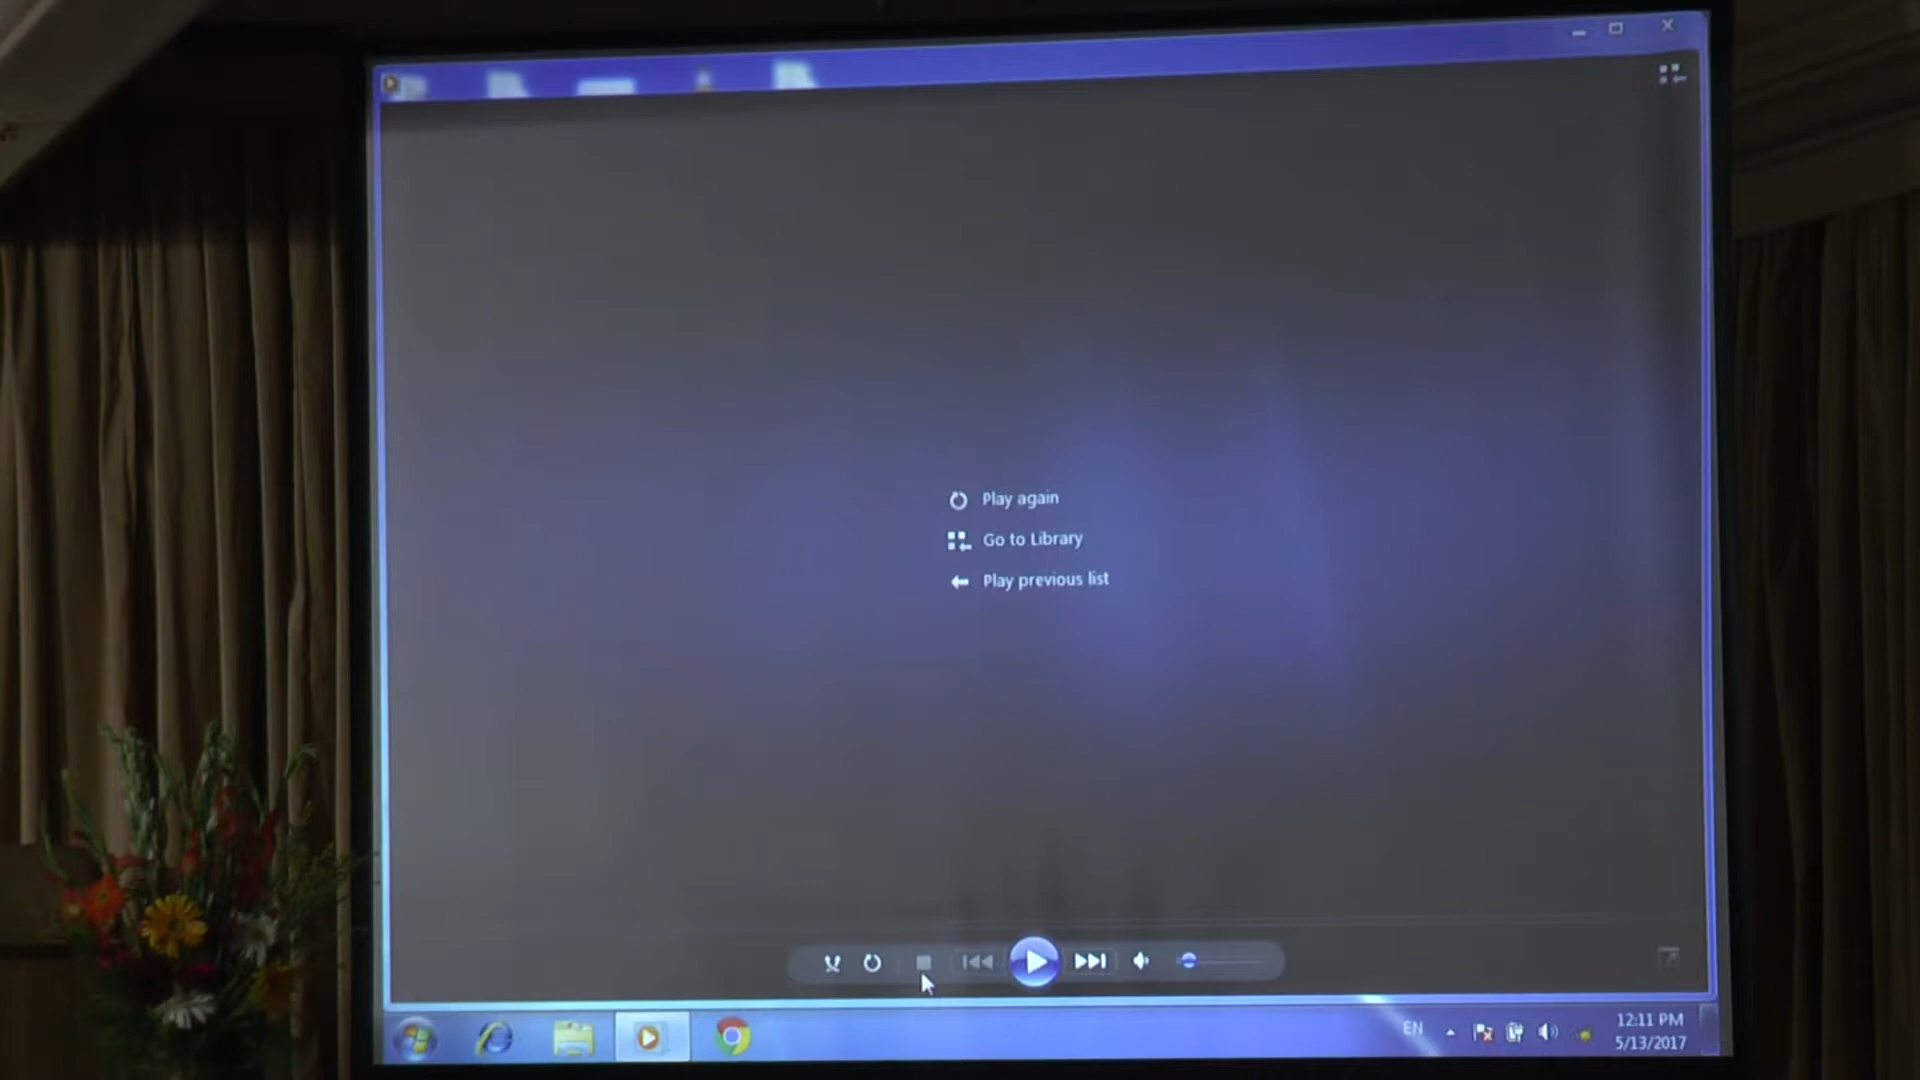 Play again
Go to Library
Play previous list
EN
12:11 PM
5/13/2017